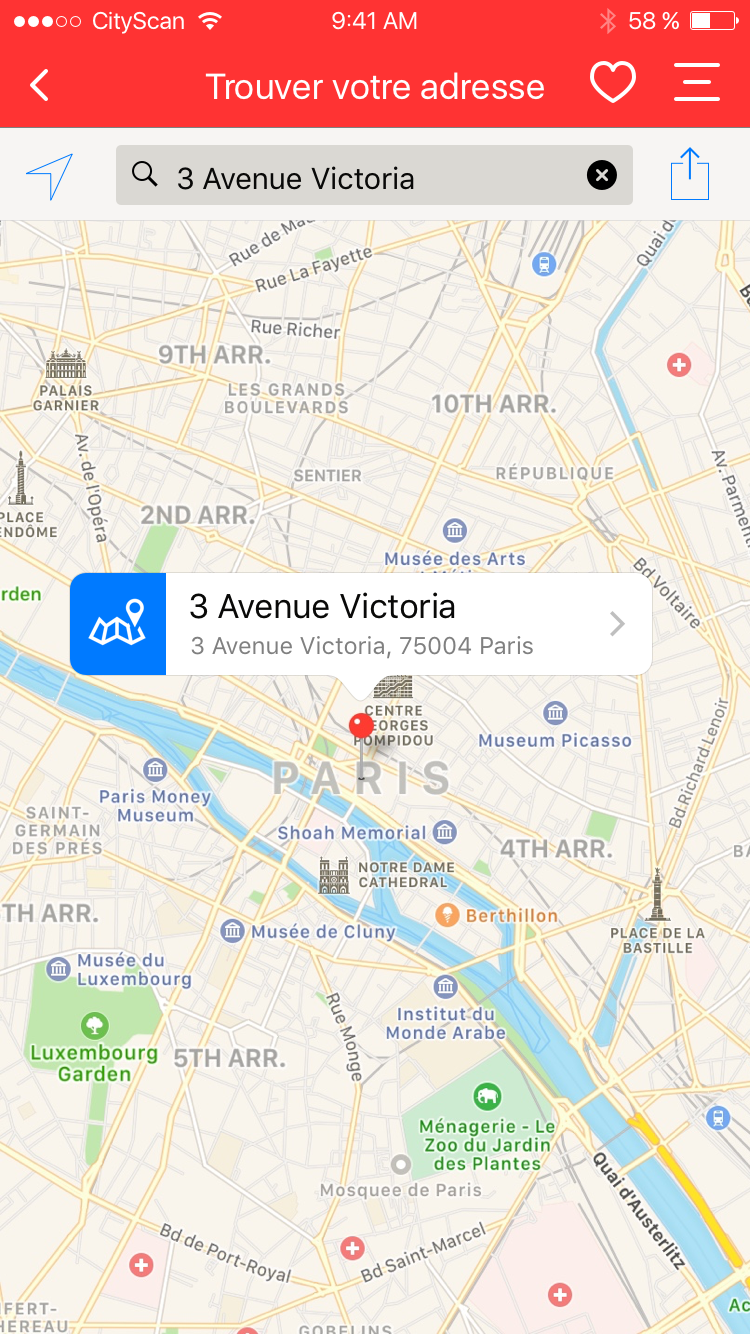 CityScan 9:41 AM 58 %
Trouver votre adresse
3 Avenue Victoria
Quai d
Rue de Ma
Rue La Fayette
Rue Richer
9TH ARR.
PALAIS
GARNIER
LES GRANDS
BOULEVARDS
10TH ARR.
Av. de l'Opéra
SENTIER
RÉPUBLIQUE
Av. Parment
PLACE
ENDÔME
2ND ARR.
Musée des Arts
Bd Voltaire
rden
3 Avenue Victoria
3 Avenue Victoria, 75004 Paris
CENTRE
EORGES
POMPIDOU
Museum Picasso
Bd Richard Lenoir
PARIS
Paris Money
Museum
SAINT-
GERMAIN
DES PRÉS
Shoah Memorial
4TH ARR.
BA
NOTRE DAME
CATHEDRAL
TH ARR.
Berthillon
Musée de Cluny
PLACE DE LA
BASTILLE
Musée du
Luxembourg
Institut du
Monde Arabe
Rue Monge
Luxembourg
Garden
5TH ARR.
Ménagerie - Le
Zoo du Jardin
des Plantes
Mosquee de Paris
Quai d'Austerlitz
Bd de Port-Royal
Bd Saint-Marcel
FERT-
HEREAU
GOBELINS
Ac